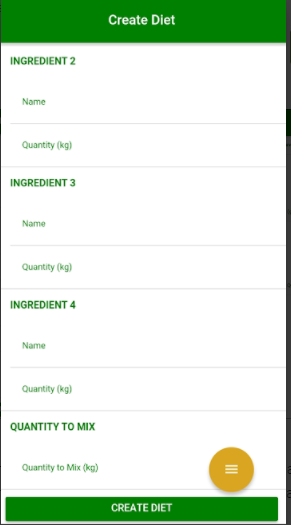 Create Diet
INGREDIENT 2
Name
Quantity (kg)
INGREDIENT 3
Name
Quantity (kg)
INGREDIENT 4
Name
Quantity (kg)
QUANTITY TO MIX
Quantity to Mix (kg)
CREATE DIET